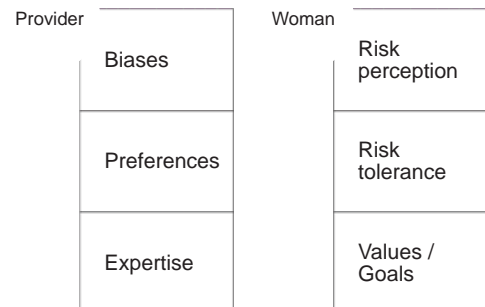 Provider
Biases
Preferences
Expertise
Woman
Risk
perception
Risk
tolerance
Values /
Goals